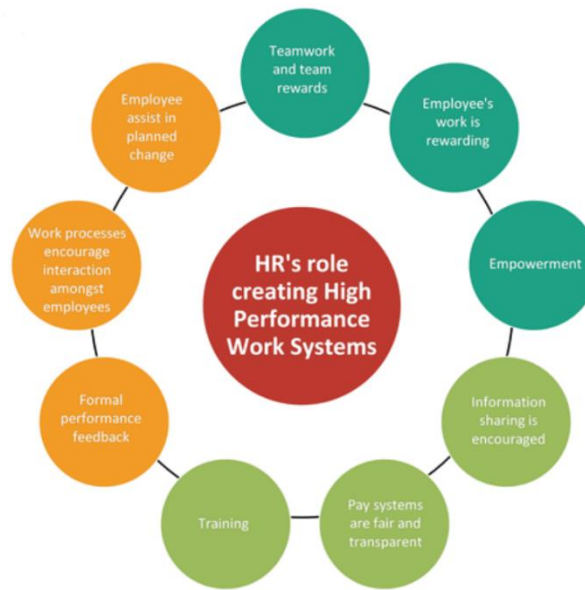 Teamwork
and team
rewards
Employee's
work is
rewarding
Empowerment
Information
sharing is
encouraged
Pay systems
are fair and
transparent
Training
Formal
performance
feedback
Work processes
encourage
interaction
amongst
employees
Employee
assist in
planned
change
HR's role
creating High
Performance
Work Systems